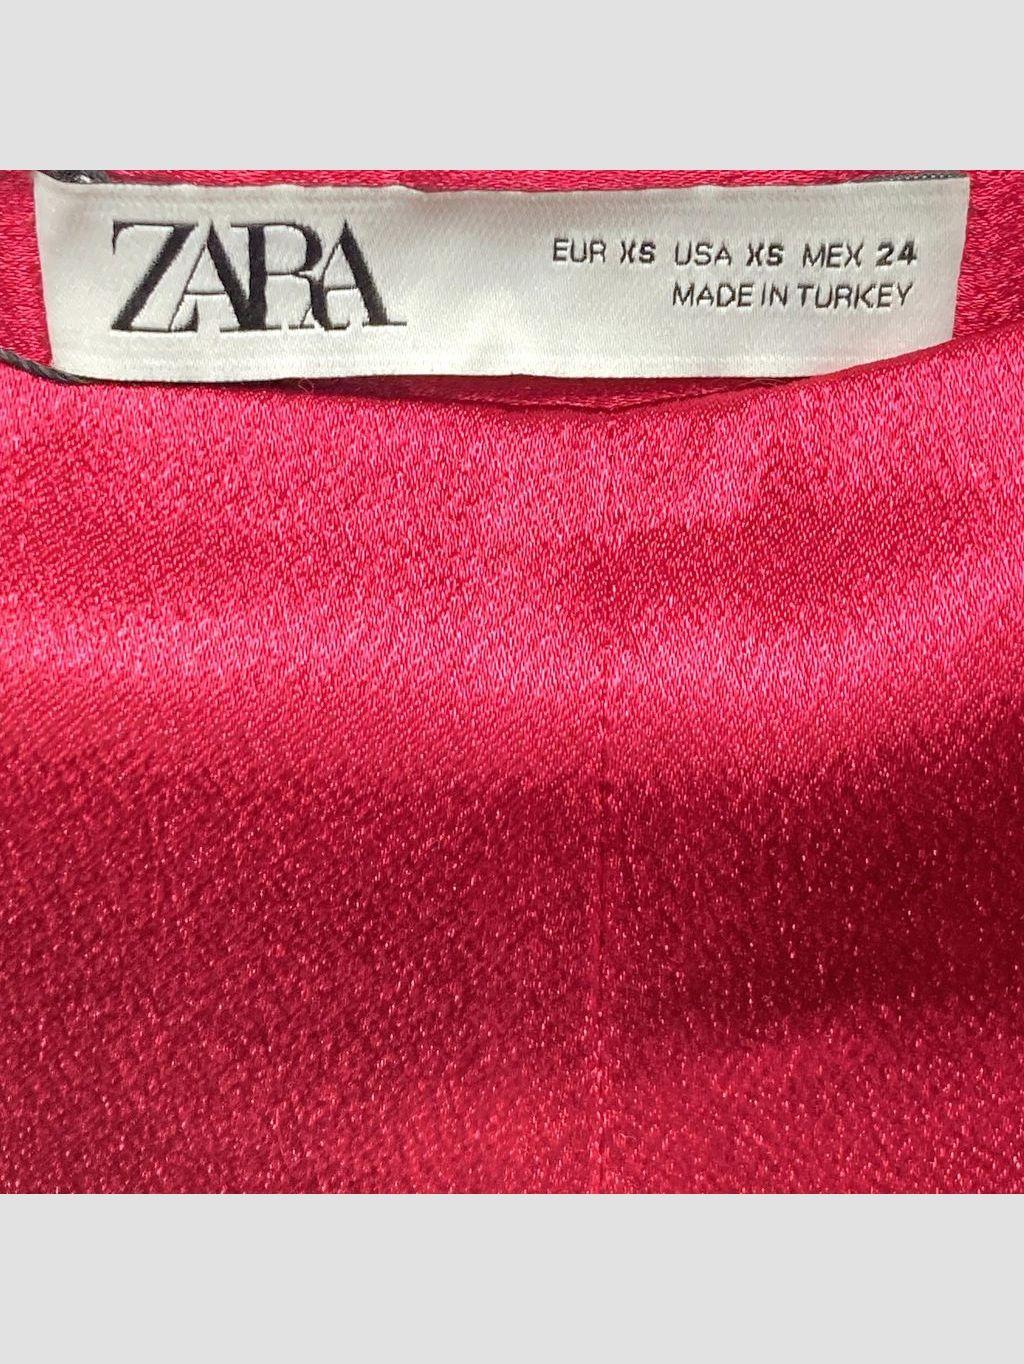 ZARA
EUR XS USA XS MEX 24
MADE IN TURKEY